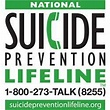 NATIONAL
SUICIDE
PREVENTION
LIFELINE
1-800-273-TALK (8255)
suicidepreventionlifeline.org